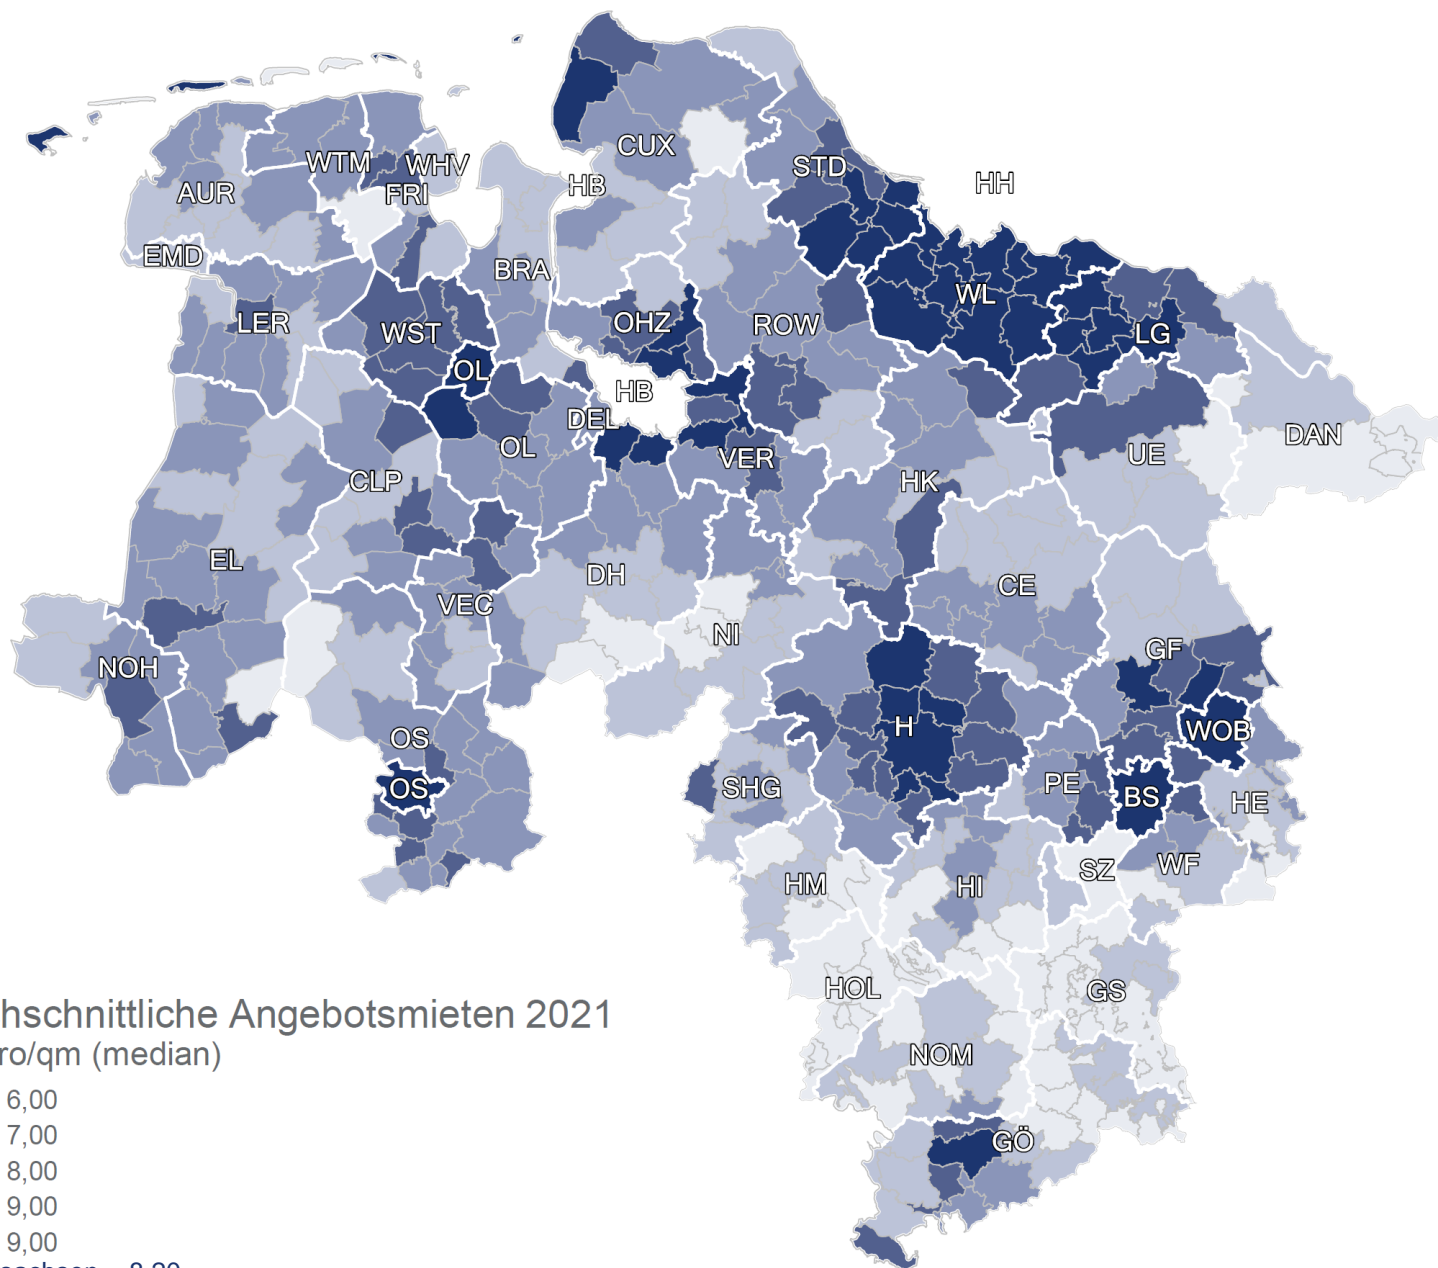 CUX
STD
WTM
WHV
HH
HB
AUR
FRI
EMD
BRA
WL
LER
OHZ
ROW
WST
LG
OL
HB
DEL
DAN
OL
VER
UE
CLP
HK
EL
DH
CE
VEC
NI
GF
NOH
H
WOB
OS
OS
SHG
PE
BS
HE
SZ
WF
HM
HI
HOL
GS
hschnittliche Angebotsmieten 2021
ro/qm (median)
NOM
6,00
7,00
GÖ
8,00
9,00
9,00